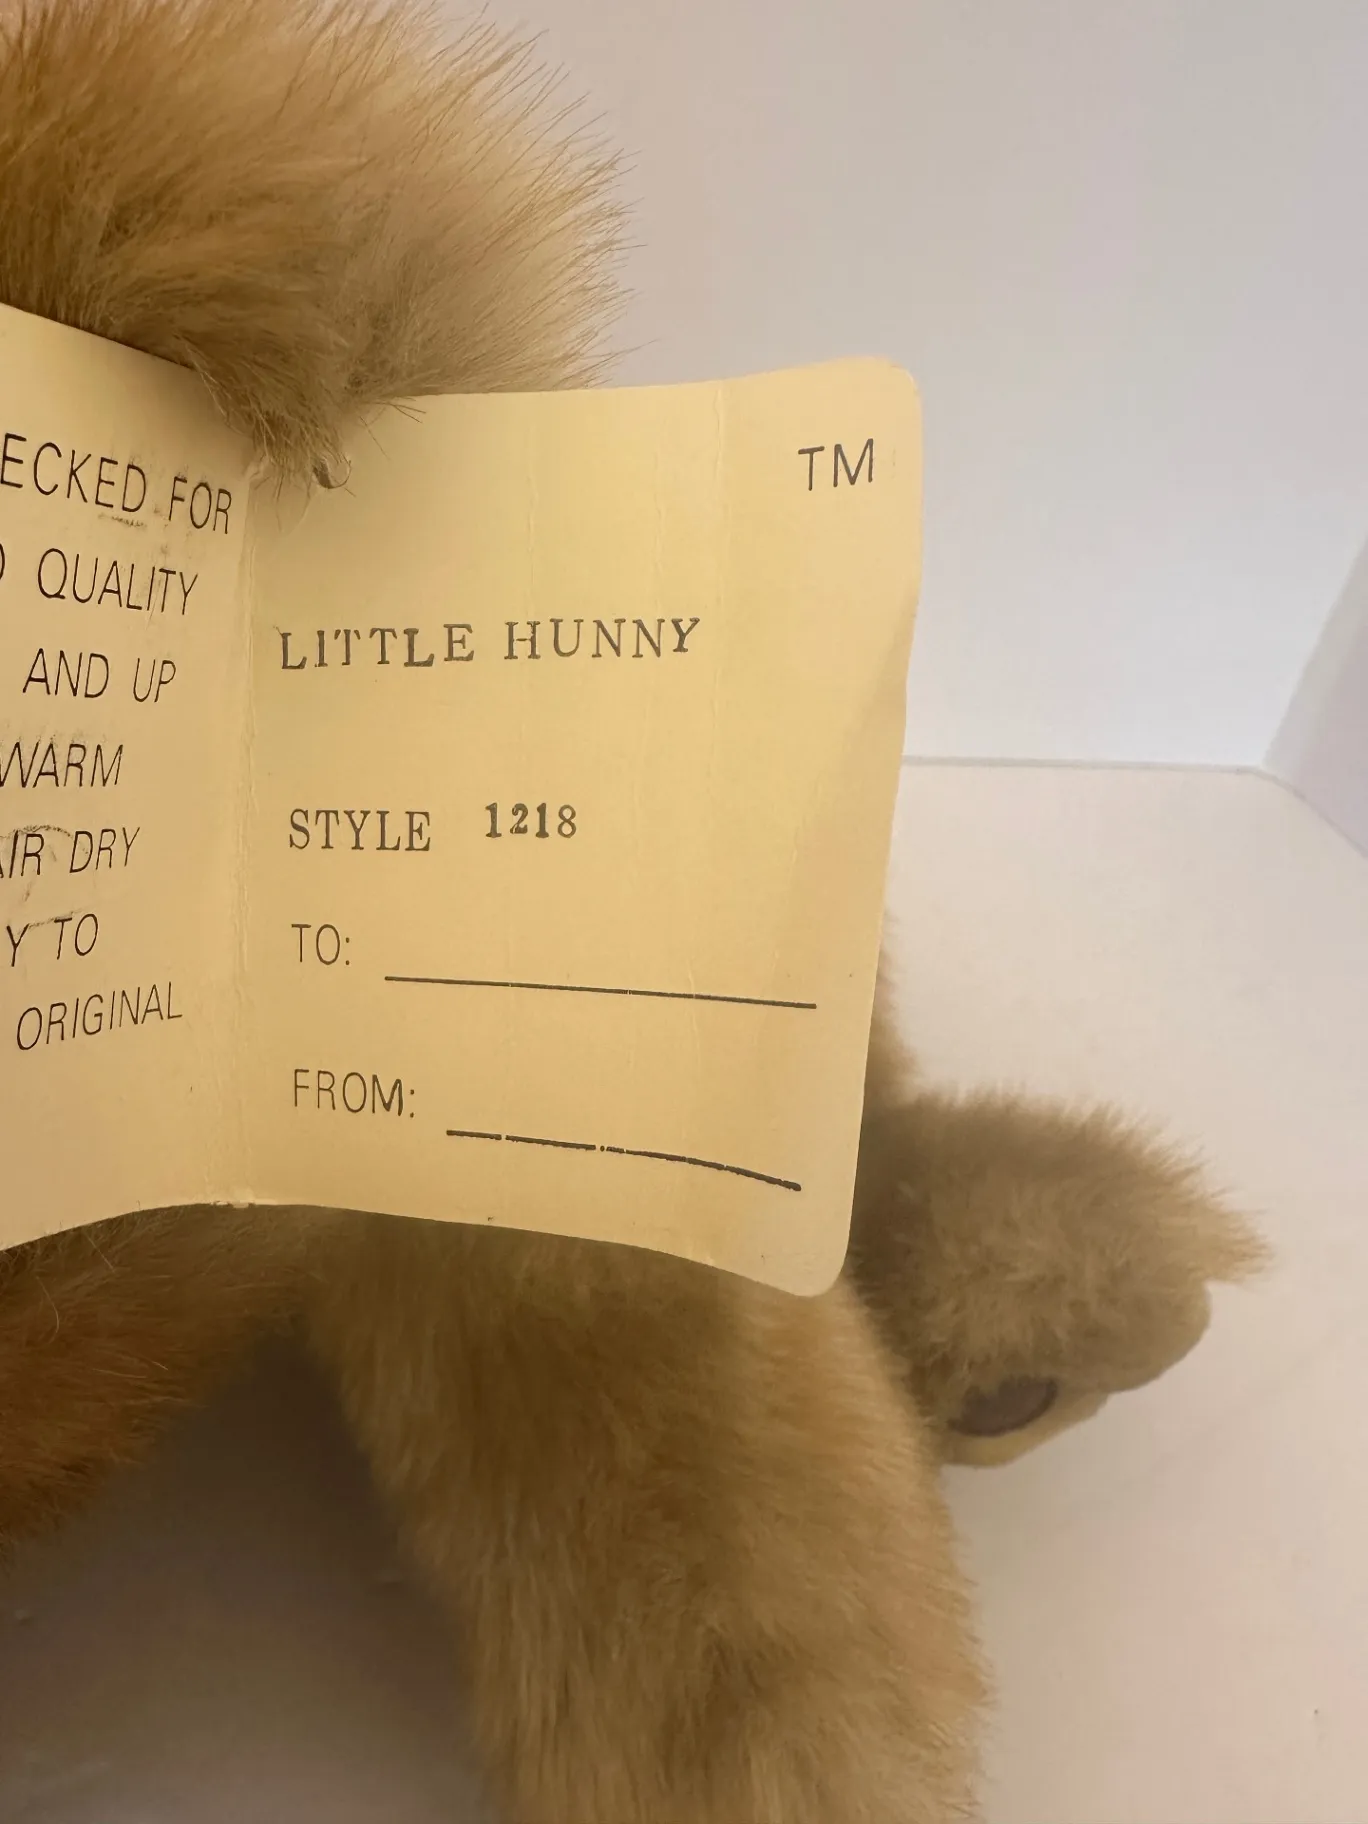 ECKED FOR
QUALITY
AND UP
WARM
AIR DRY
Y TO
ORIGINAL
TM
LITTLE HUNNY
STYLE 1218
TO:
FROM: